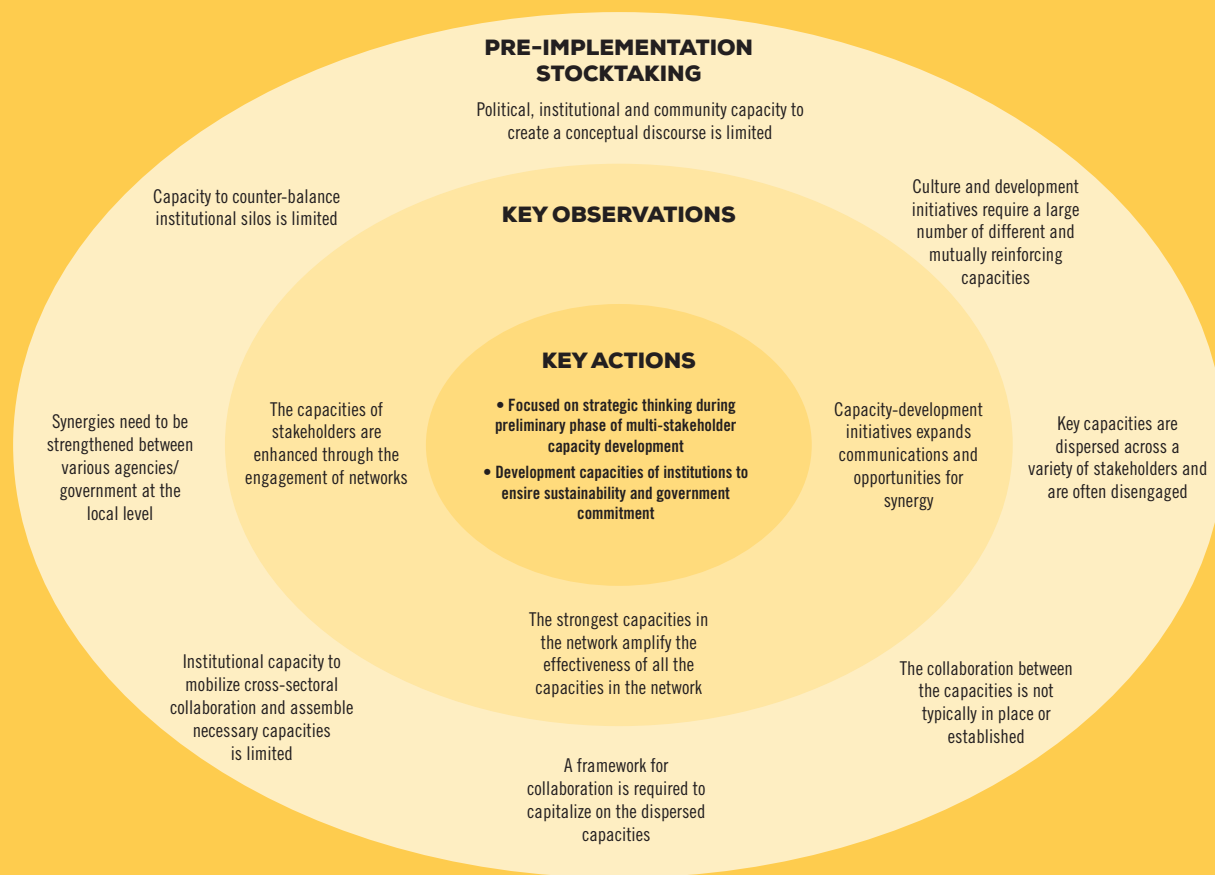 PRE-IMPLEMENTATION
STOCKTAKING
Political, institutional and community capacity to
create a conceptual discourse is limited
Capacity to counter-balance
institutional silos is limited
Culture and development
initiatives require a large
number of different and
mutually reinforcing
capacities
KEY OBSERVATIONS
KEY ACTIONS
• Focused on strategic thinking during
preliminary phase of multi-stakeholder
capacity development
• Development capacities of institutions to
ensire sustainability and government
commitment
Synergies need to be
strengthened between
various agencies/
government at the
local level
The capacities of
stakeholders are
enhanced through the
engagement of networks
Capacity-development
initiatives expands
communications and
opportunities for
synergy
Key capacities are
dispersed across a
variety of stakeholders and
are often disengaged
The strongest capacities in
the network amplify the
effectiveness of all the
capacities in the network
Institutional capacity to
mobilize cross-sectoral
collaboration and assemble
necessary capacities
is limited
The collaboration between
the capacities is not
typically in place or
established
A framework for
collaboration is required to
capitalize on the dispersed
capacities